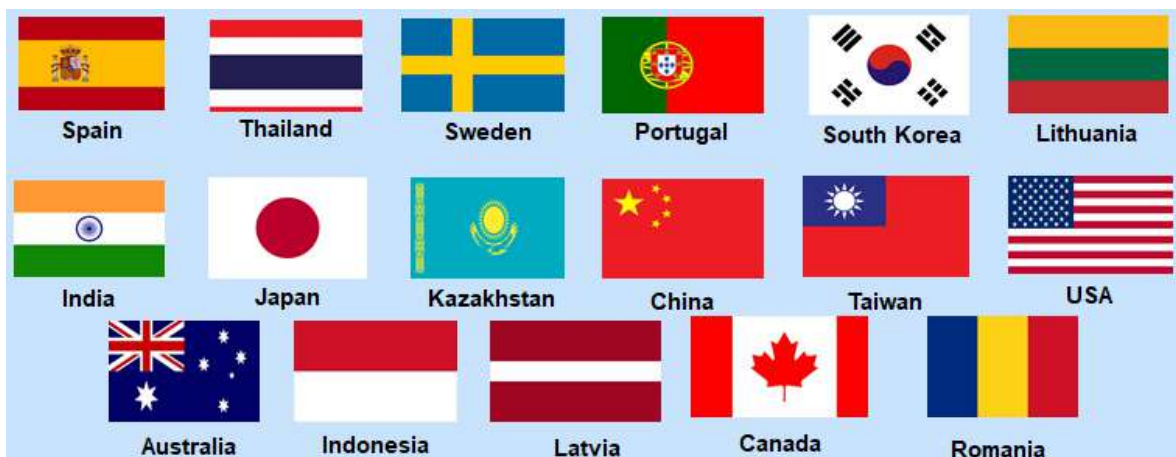 Spain Thailand Sweden Portugal South Korea Lithuania
India Japan Kazakhstan China Taiwan USA
Australia Indonesia Latvia Canada Romania